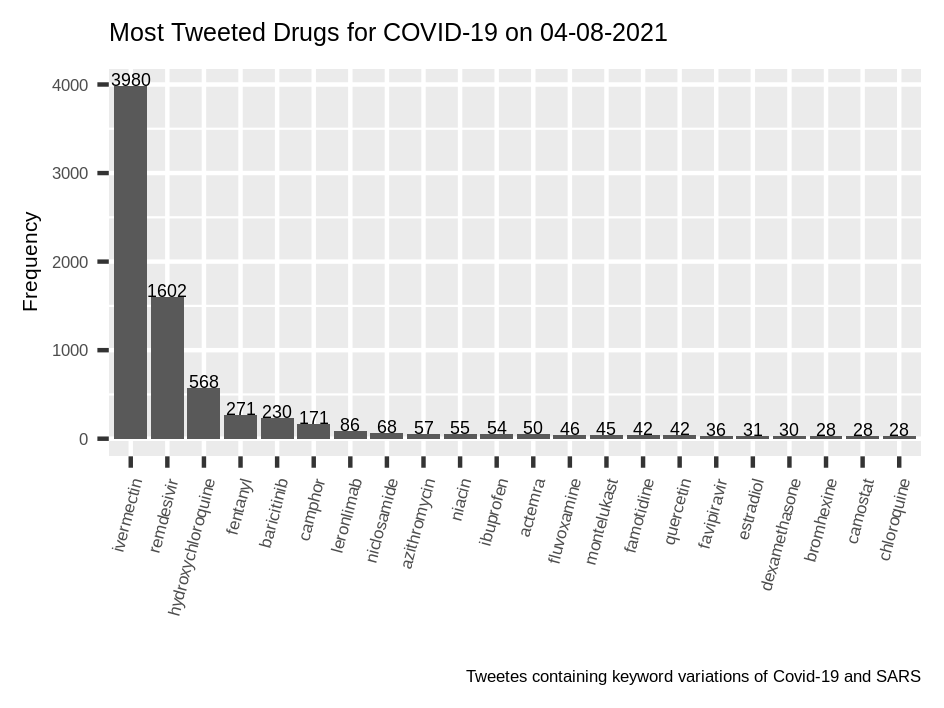 Most Tweeted Drugs for COVID-19 on 04-08-2021
Frequency
4000
3000
2000
1000
0
3980
1602
568
271
230
171
86
68
57
55
54
50
46
45
42
42
36
31
30
28
28
28
ivermectin
remdesivir
hydroxychloroquine
fentanyl
baricitinib
camphor
leronlimab
niclosamide
azithromycin
niacin
ibuprofen
actemra
fluvoxamine
montelukast
famotidine
quercetin
favipiravir
estradiol
dexamethasone
bromhexine
camostat
chloroquine
Tweetes containing keyword variations of Covid-19 and SARS